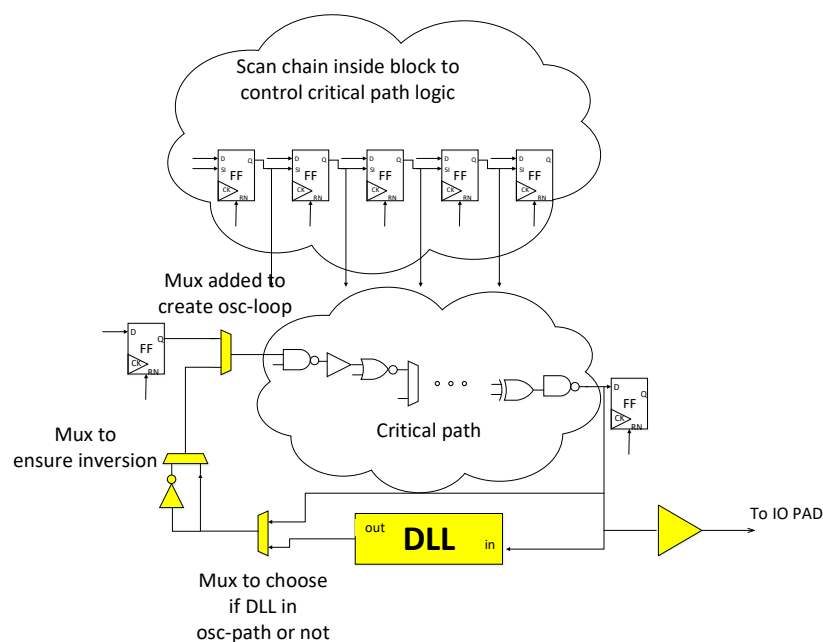 Scan chain inside block to
control critical path logic
D Q
SI
FF
CK
RN
D Q
SI
FF
CK
RN
D Q
SI
FF
CK
RN
D Q
SI
FF
CK
RN
D Q
SI
FF
CK
RN
Mux added to
create osc-loop
D Q
FF
CK
RN
D Q
FF
CK
RN
Critical path
Mux to
ensure inversion
out DLL in
To IO PAD
Mux to choose
if DLL in
osc-path or not